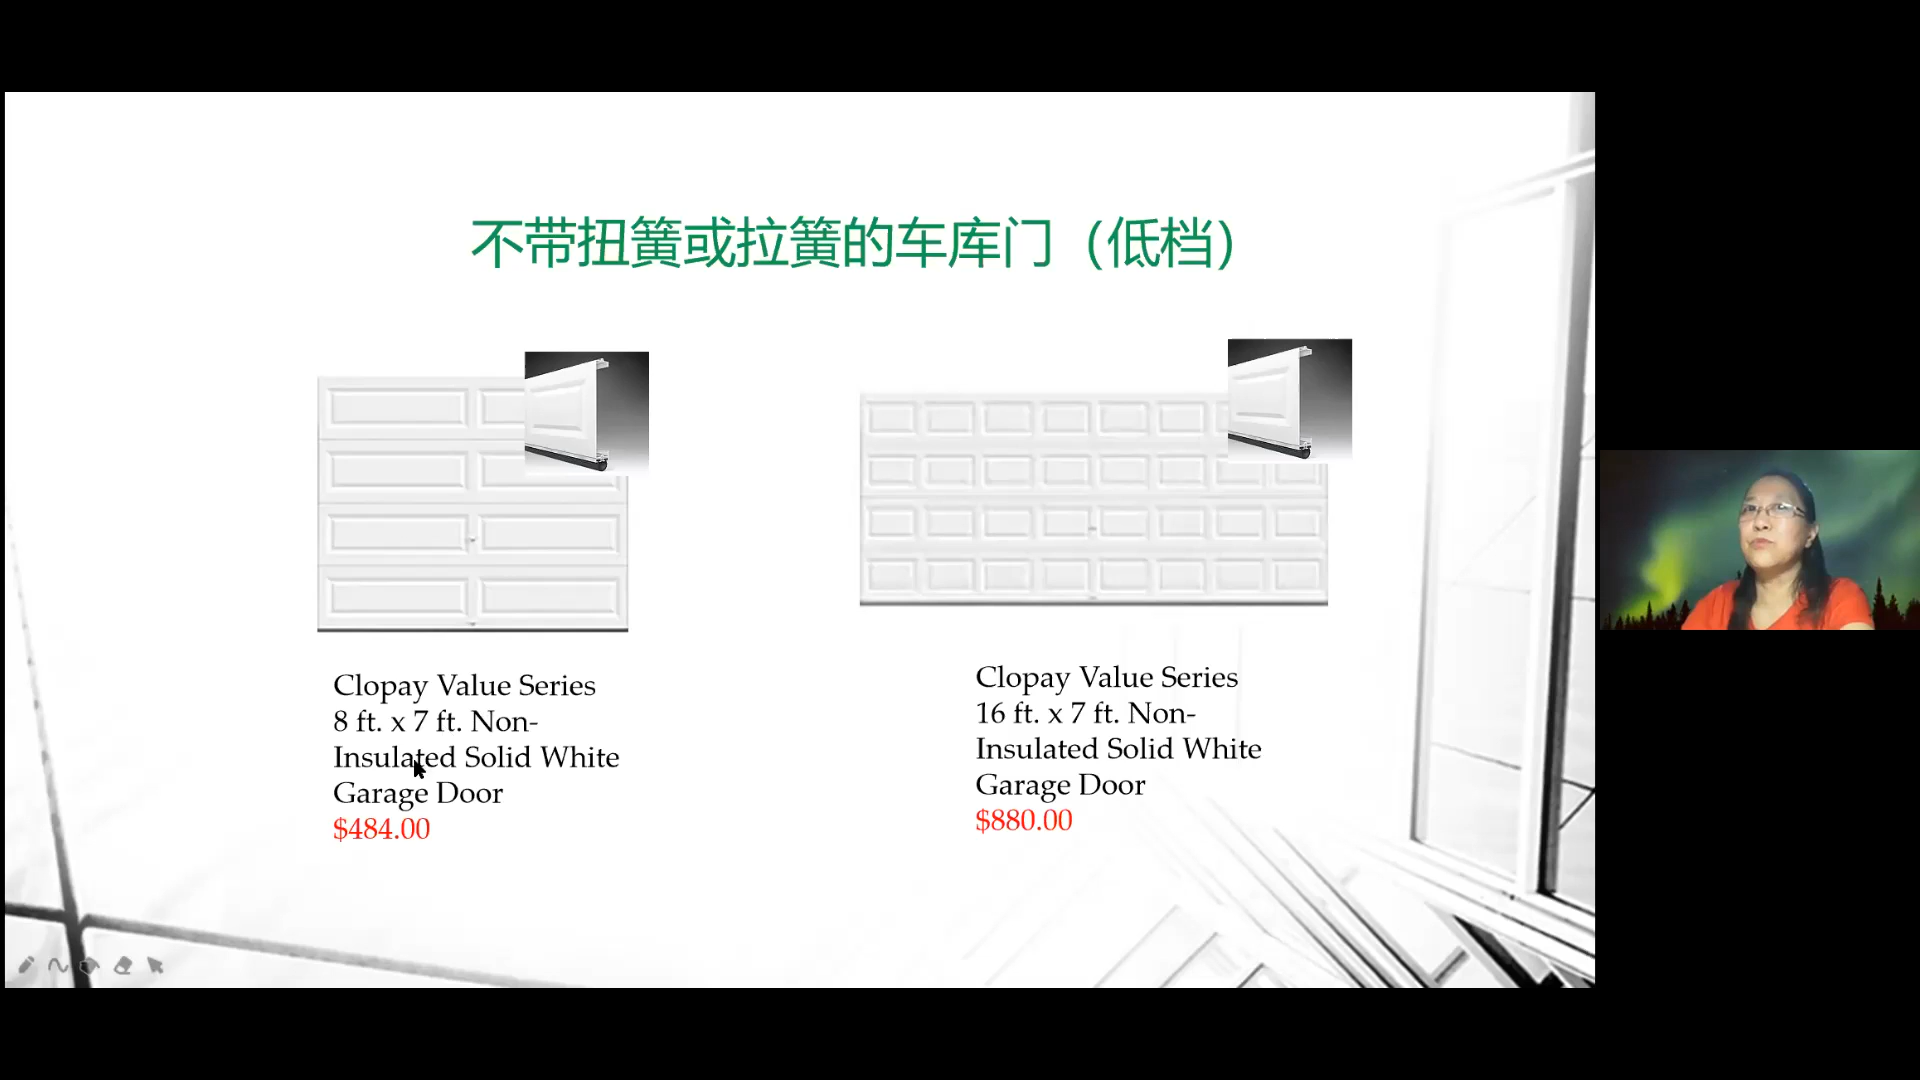 不带扭簧或拉簧的车库门（低档）
Clopay Value Series
8 ft. x 7 ft. Non-
Insulated Solid White
Garage Door
$484.00
Clopay Value Series
16 ft. x 7 ft. Non-
Insulated Solid White
Garage Door
$880.00